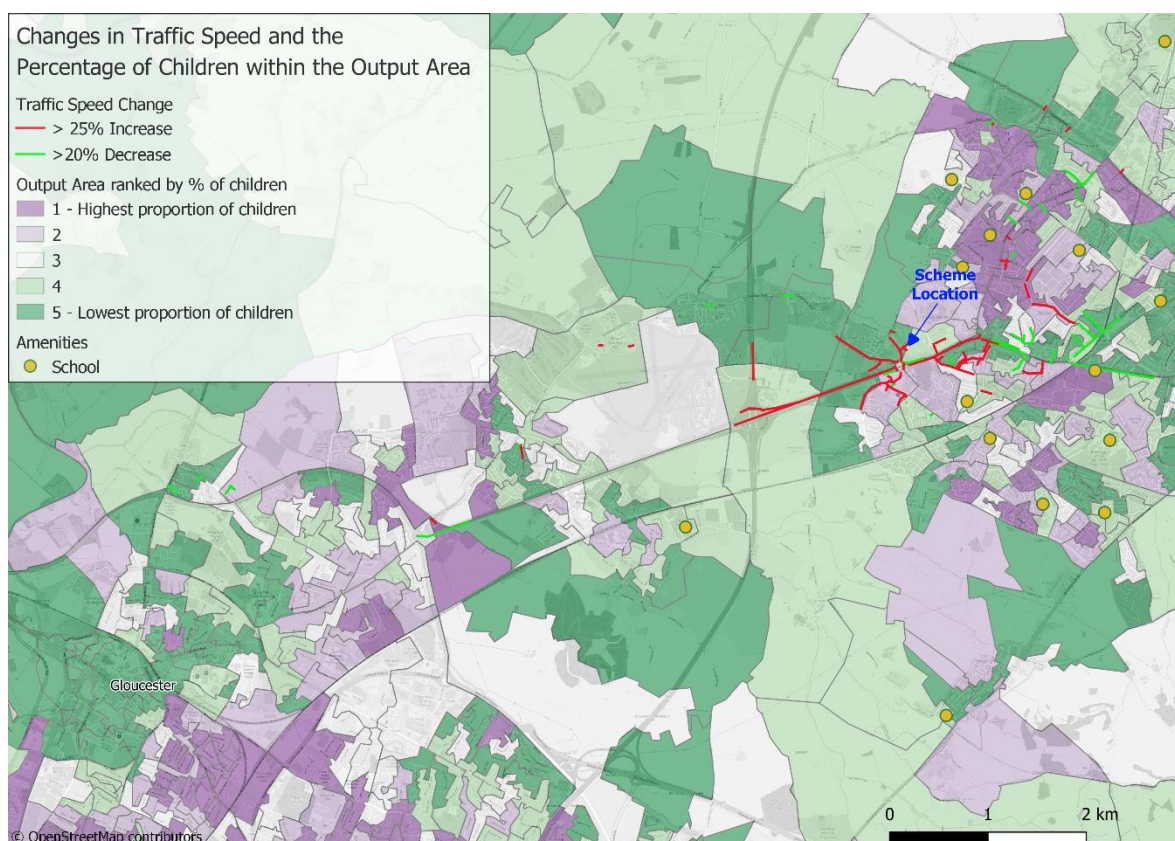 Changes in Traffic Speed and the
Percentage of Children within the Output Area
Traffic Speed Change
> 25% Increase
>20% Decrease
Output Area ranked by % of children
1 - Highest proportion of children
2
3
4
5 - Lowest proportion of children
Amenities
School
Scheme
Location
Gloucester
0 1 2 km
© OpenStreetMap contributors